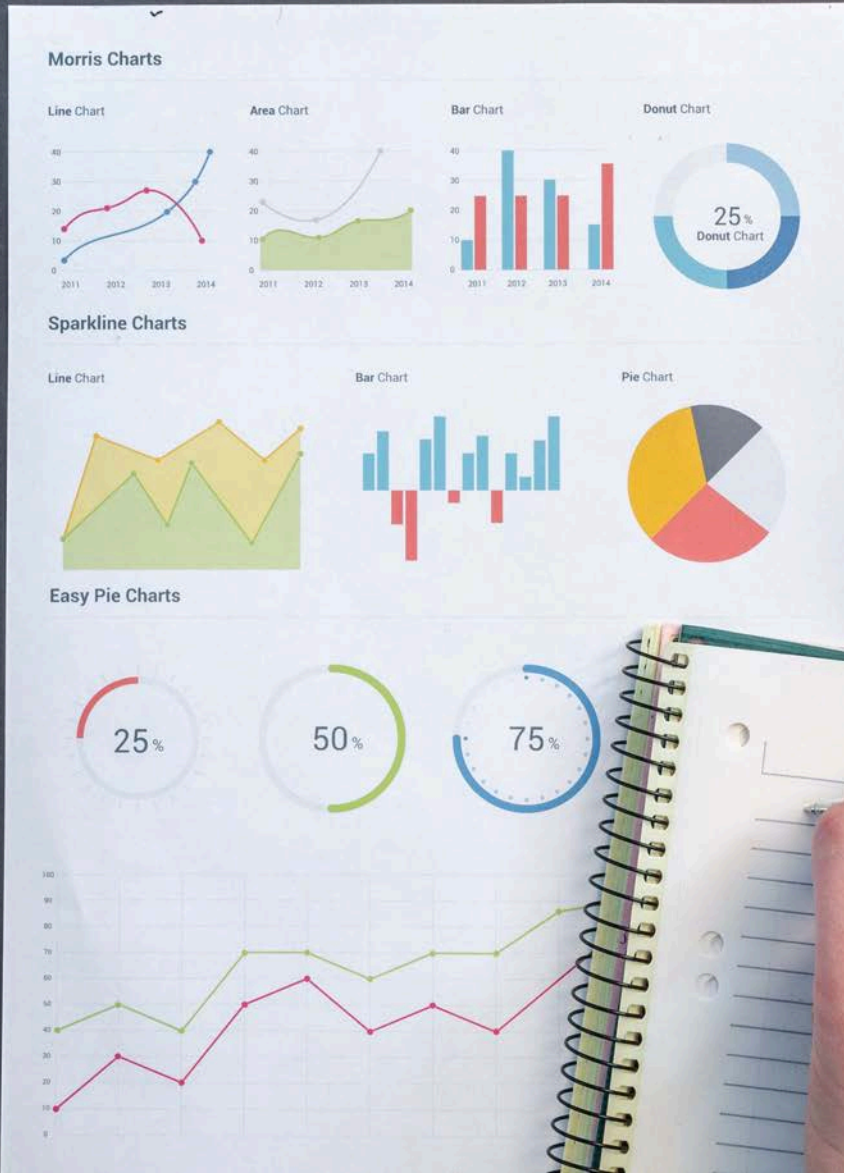 Morris Charts
Line Chart
Area Chart
Bar Chart
Donut Chart
40
30
20
10
0
2011 2012 2013 2014
40
30
20
10
0
2011 2012 2013 2014
40
30
20
10
0
2011 2012 2013 2014
25%
Donut Chart
Sparkline Charts
Line Chart
Bar Chart
Pie Chart
Easy Pie Charts
25%
50%
75%
100
90
80
70
60
50
40
30
20
10
0